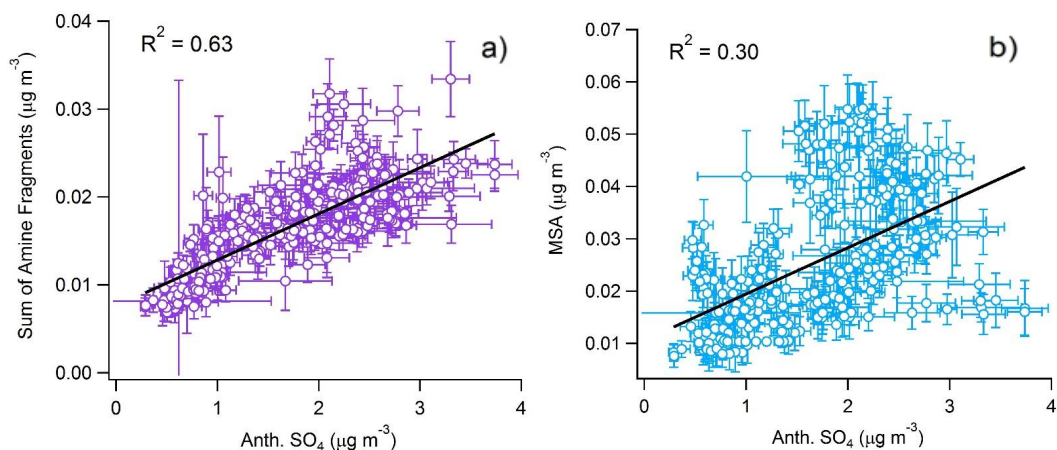 a)
R² = 0.63
Sum of Amine Fragments (μg m⁻³)
0.04
0.03
0.02
0.01
0.00
0 1 2 3 4
Anth. SO₄ (μg m⁻³)
b)
R² = 0.30
MSA (μg m⁻³)
0.07
0.06
0.05
0.04
0.03
0.02
0.01
0 1 2 3 4
Anth. SO₄ (μg m⁻³)